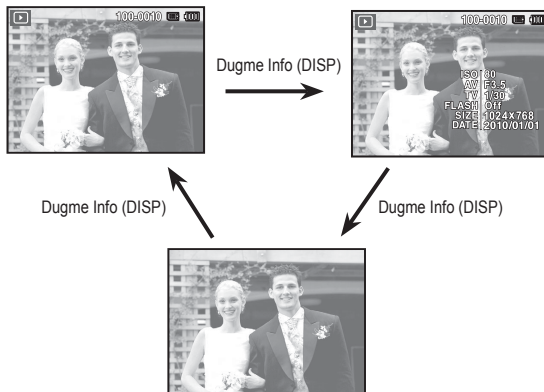 100-0010
Dugme Info (DISP)
100-0010
ISO 80
AV F3.5
TV 1/30
FLASH Off
SIZE 1024X768
DATE 2010/01/01
Dugme Info (DISP)
Dugme Info (DISP)